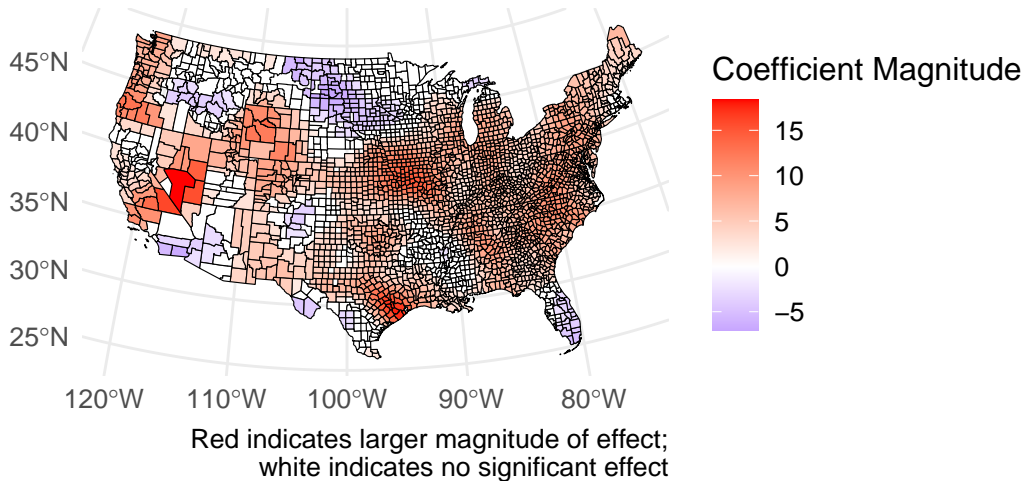 Coefficient Magnitude
45°N
40°N
35°N
30°N
25°N
120°W 110°W 100°W 90°W 80°W
15
10
5
0
−5
Red indicates larger magnitude of effect;
white indicates no significant effect